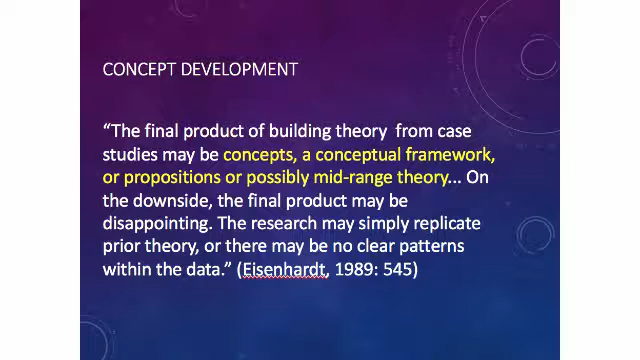 CONCEPT DEVELOPMENT
“The final product of building theory from case
studies may be concepts, a conceptual framework,
or propositions or possibly mid-range theory... On
the downside, the final product may be
disappointing. The research may simply replicate
prior theory, or there may be no clear patterns
within the data.” (Eisenhardt, 1989: 545)